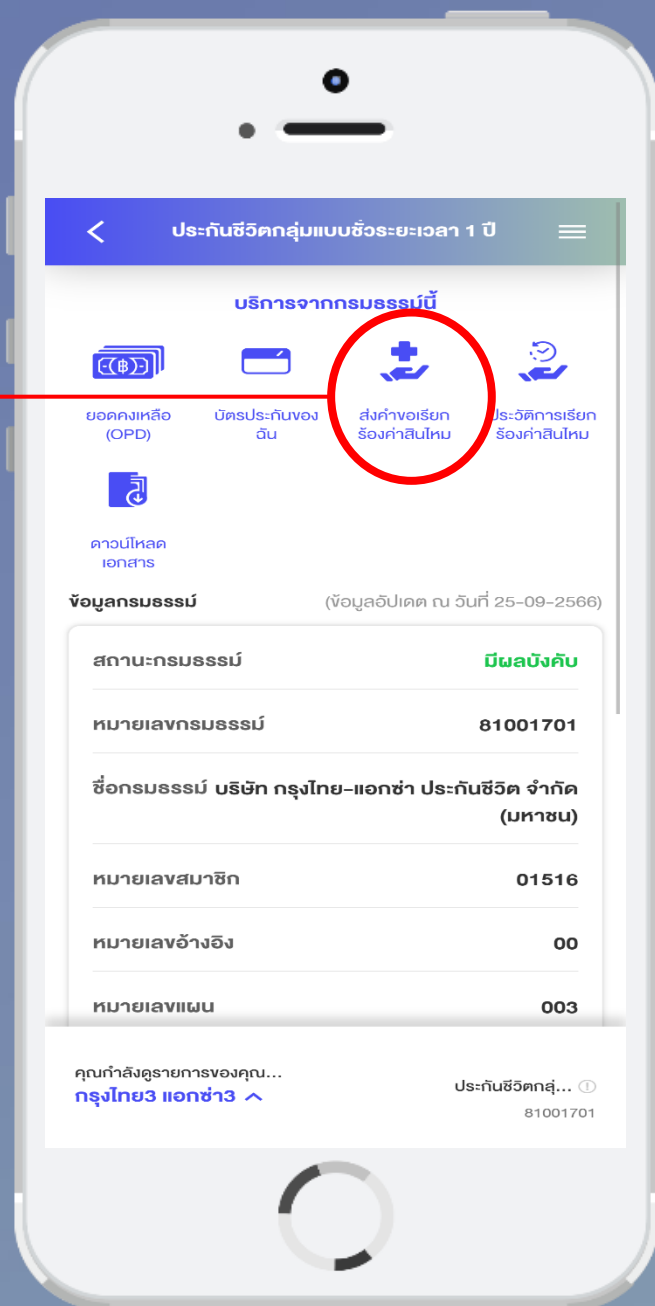 ประกันชีวิตกลุ่มแบบชั่วระยะเวลา 1 ปี
บริการจากกรมธรรม์นี้
ยอดคงเหลือ
(OPD)
บัตรประกันของ
ฉัน
ส่งคำขอเรียก
ร้องค่าสินไหม
ประวัติการเรียก
ร้องค่าสินไหม
ดาวน์โหลด
เอกสาร
ข้อมูลกรมธรรม์ (ข้อมูลอัปเดต ณ วันที่ 25-09-2566)
สถานะกรมธรรม์ มีผลบังคับ
หมายเลขกรมธรรม์ 81001701
ชื่อกรมธรรม์ บริษัท กรุงไทย-แอกซ่า ประกันชีวิต จำกัด
(มหาชน)
หมายเลขสมาชิก 01516
หมายเลขอ้างอิง 00
หมายเลขแผน 003
คุณกำลังดูรายการของคุณ...
กรุงไทย3 แอกซ่า3
ประกันชีวิตกลุ่...
81001701